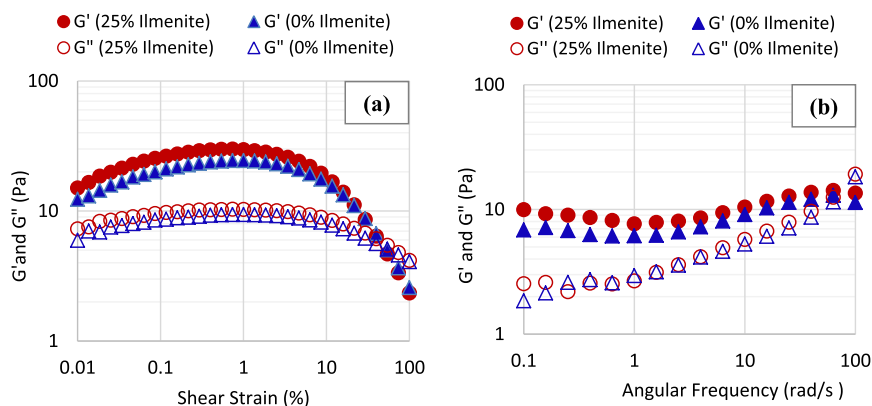 G' (25% Ilmenite) G' (0% Ilmenite)
G" (25% Ilmenite) G" (0% Ilmenite)
100
10
1
G'and G" (Pa)
(a)
0.01 0.1 1 10 100
Shear Strain (%)
G' (25% Ilmenite) G' (0% Ilmenite)
G'' (25% Ilmenite) G" (0% Ilmenite)
100
10
1
G' and G" (Pa)
(b)
0.1 1 10 100
Angular Frequency (rad/s )